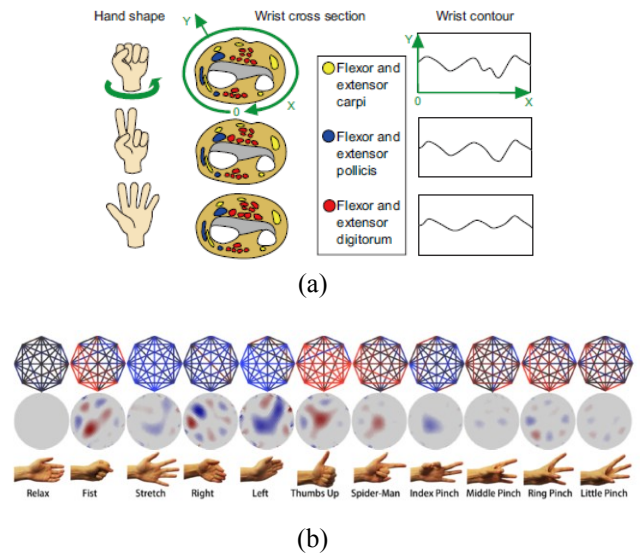 Hand shape
Wrist cross section
Wrist contour
Y
0
X
Flexor and
extensor
carpi
Flexor and
extensor
pollicis
Flexor and
extensor
digitorum
Y
0
X
(a)
Relax Fist Stretch Right Left Thumbs Up Spider-Man Index Pinch Middle Pinch Ring Pinch Little Pinch
(b)